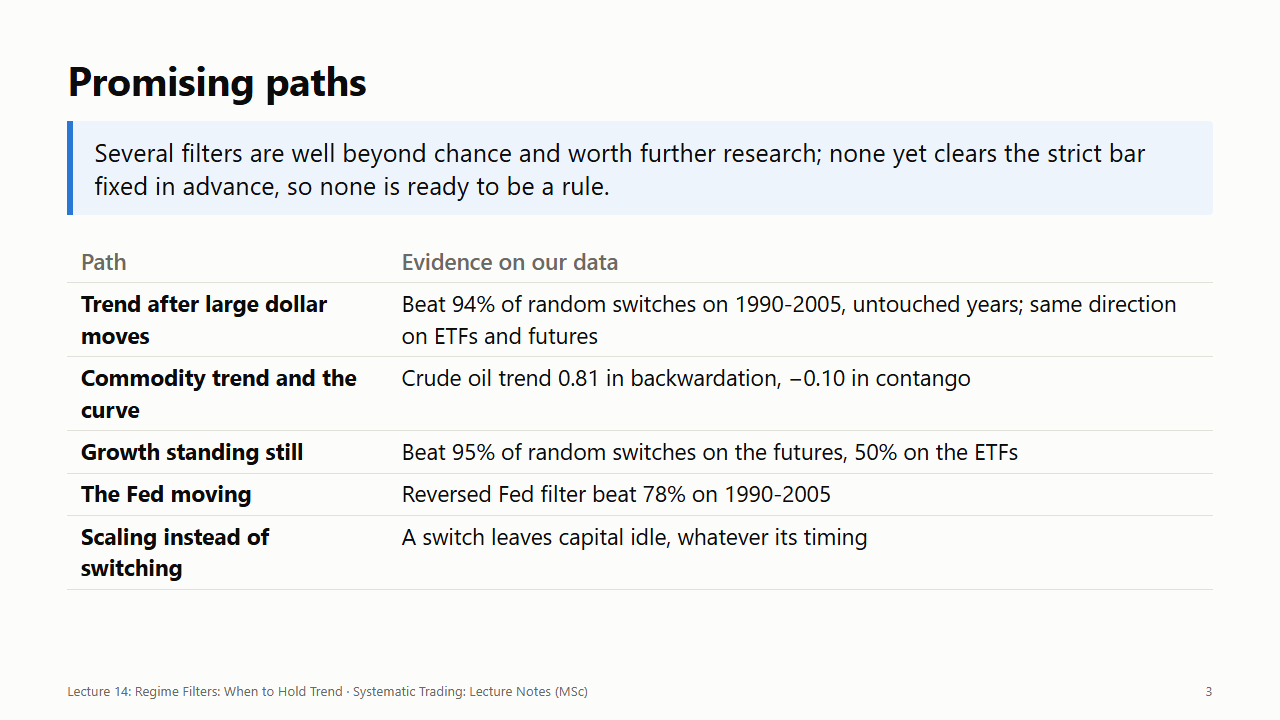 Promising paths
Several filters are well beyond chance and worth further research; none yet clears the strict bar
fixed in advance, so none is ready to be a rule.
Path
Evidence on our data
Trend after large dollar
moves
Beat 94% of random switches on 1990-2005, untouched years; same direction
on ETFs and futures
Commodity trend and the
curve
Crude oil trend 0.81 in backwardation, −0.10 in contango
Growth standing still
Beat 95% of random switches on the futures, 50% on the ETFs
The Fed moving
Reversed Fed filter beat 78% on 1990-2005
Scaling instead of
switching
A switch leaves capital idle, whatever its timing
Lecture 14: Regime Filters: When to Hold Trend · Systematic Trading: Lecture Notes (MSc)
3